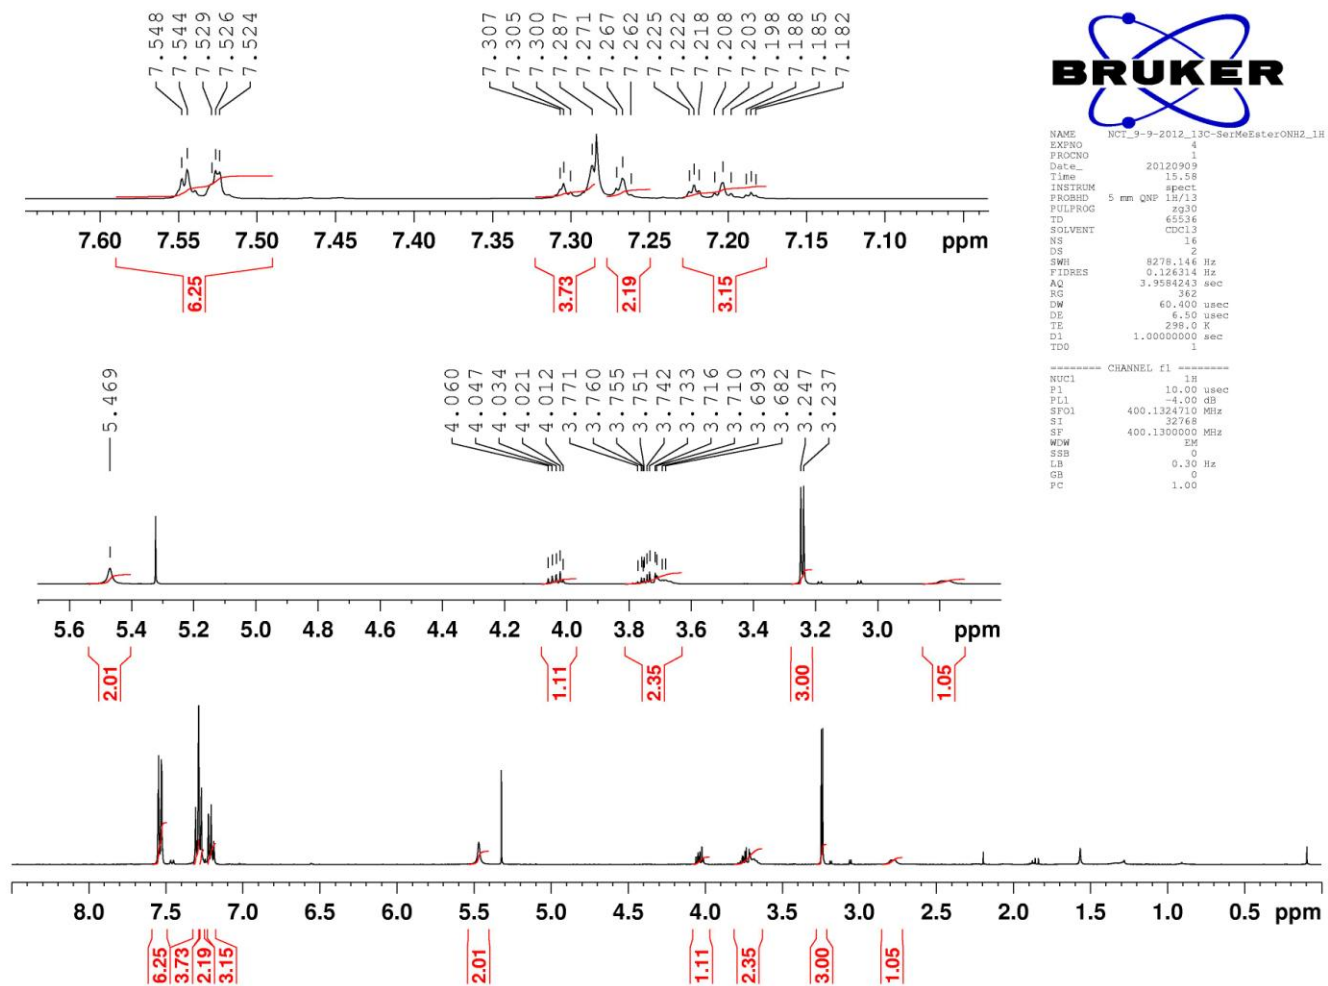 7.548
7.544
7.529
7.526
7.524
7.307
7.305
7.300
7.287
7.271
7.267
7.262
7.225
7.222
7.218
7.208
7.203
7.198
7.188
7.185
7.182
7.60 7.55 7.50 7.45 7.40 7.35 7.30 7.25 7.20 7.15 7.10 ppm
6.25 3.73 2.19 3.15
5.469
4.060
4.047
4.034
4.021
4.012
3.771
3.760
3.755
3.751
3.742
3.733
3.716
3.710
3.693
3.682
3.247
3.237
5.6 5.4 5.2 5.0 4.8 4.6 4.4 4.2 4.0 3.8 3.6 3.4 3.2 3.0 ppm
2.01 1.11 2.35 3.00 1.05
8.0 7.5 7.0 6.5 6.0 5.5 5.0 4.5 4.0 3.5 3.0 2.5 2.0 1.5 1.0 0.5 ppm
6.25 3.73 2.19 3.15 2.01 1.11 2.35 3.00 1.05
BRUKER
NAME NCT_9-9-2012_13C-SerMeEsterONH2_1H
EXPNO 4
PROCNO 1
Date_ 20120909
Time 15.58
INSTRUM spect
PROBHD 5 mm QNP 1H/13
PULPROG zg30
TD 65536
SOLVENT CDCl3
NS 16
DS 2
SWH 8278.146 Hz
FIDRES 0.126314 Hz
AQ 3.9584243 sec
RG 362
DW 60.400 usec
DE 6.50 usec
TE 298.0 K
D1 1.00000000 sec
TD0 1
======== CHANNEL f1 ========
NUC1 1H
P1 10.00 usec
PL1 -4.00 dB
SFO1 400.1324710 MHz
SI 32768
SF 400.1300000 MHz
WDW EM
SSB 0
LB 0.30 Hz
GB 0
PC 1.00